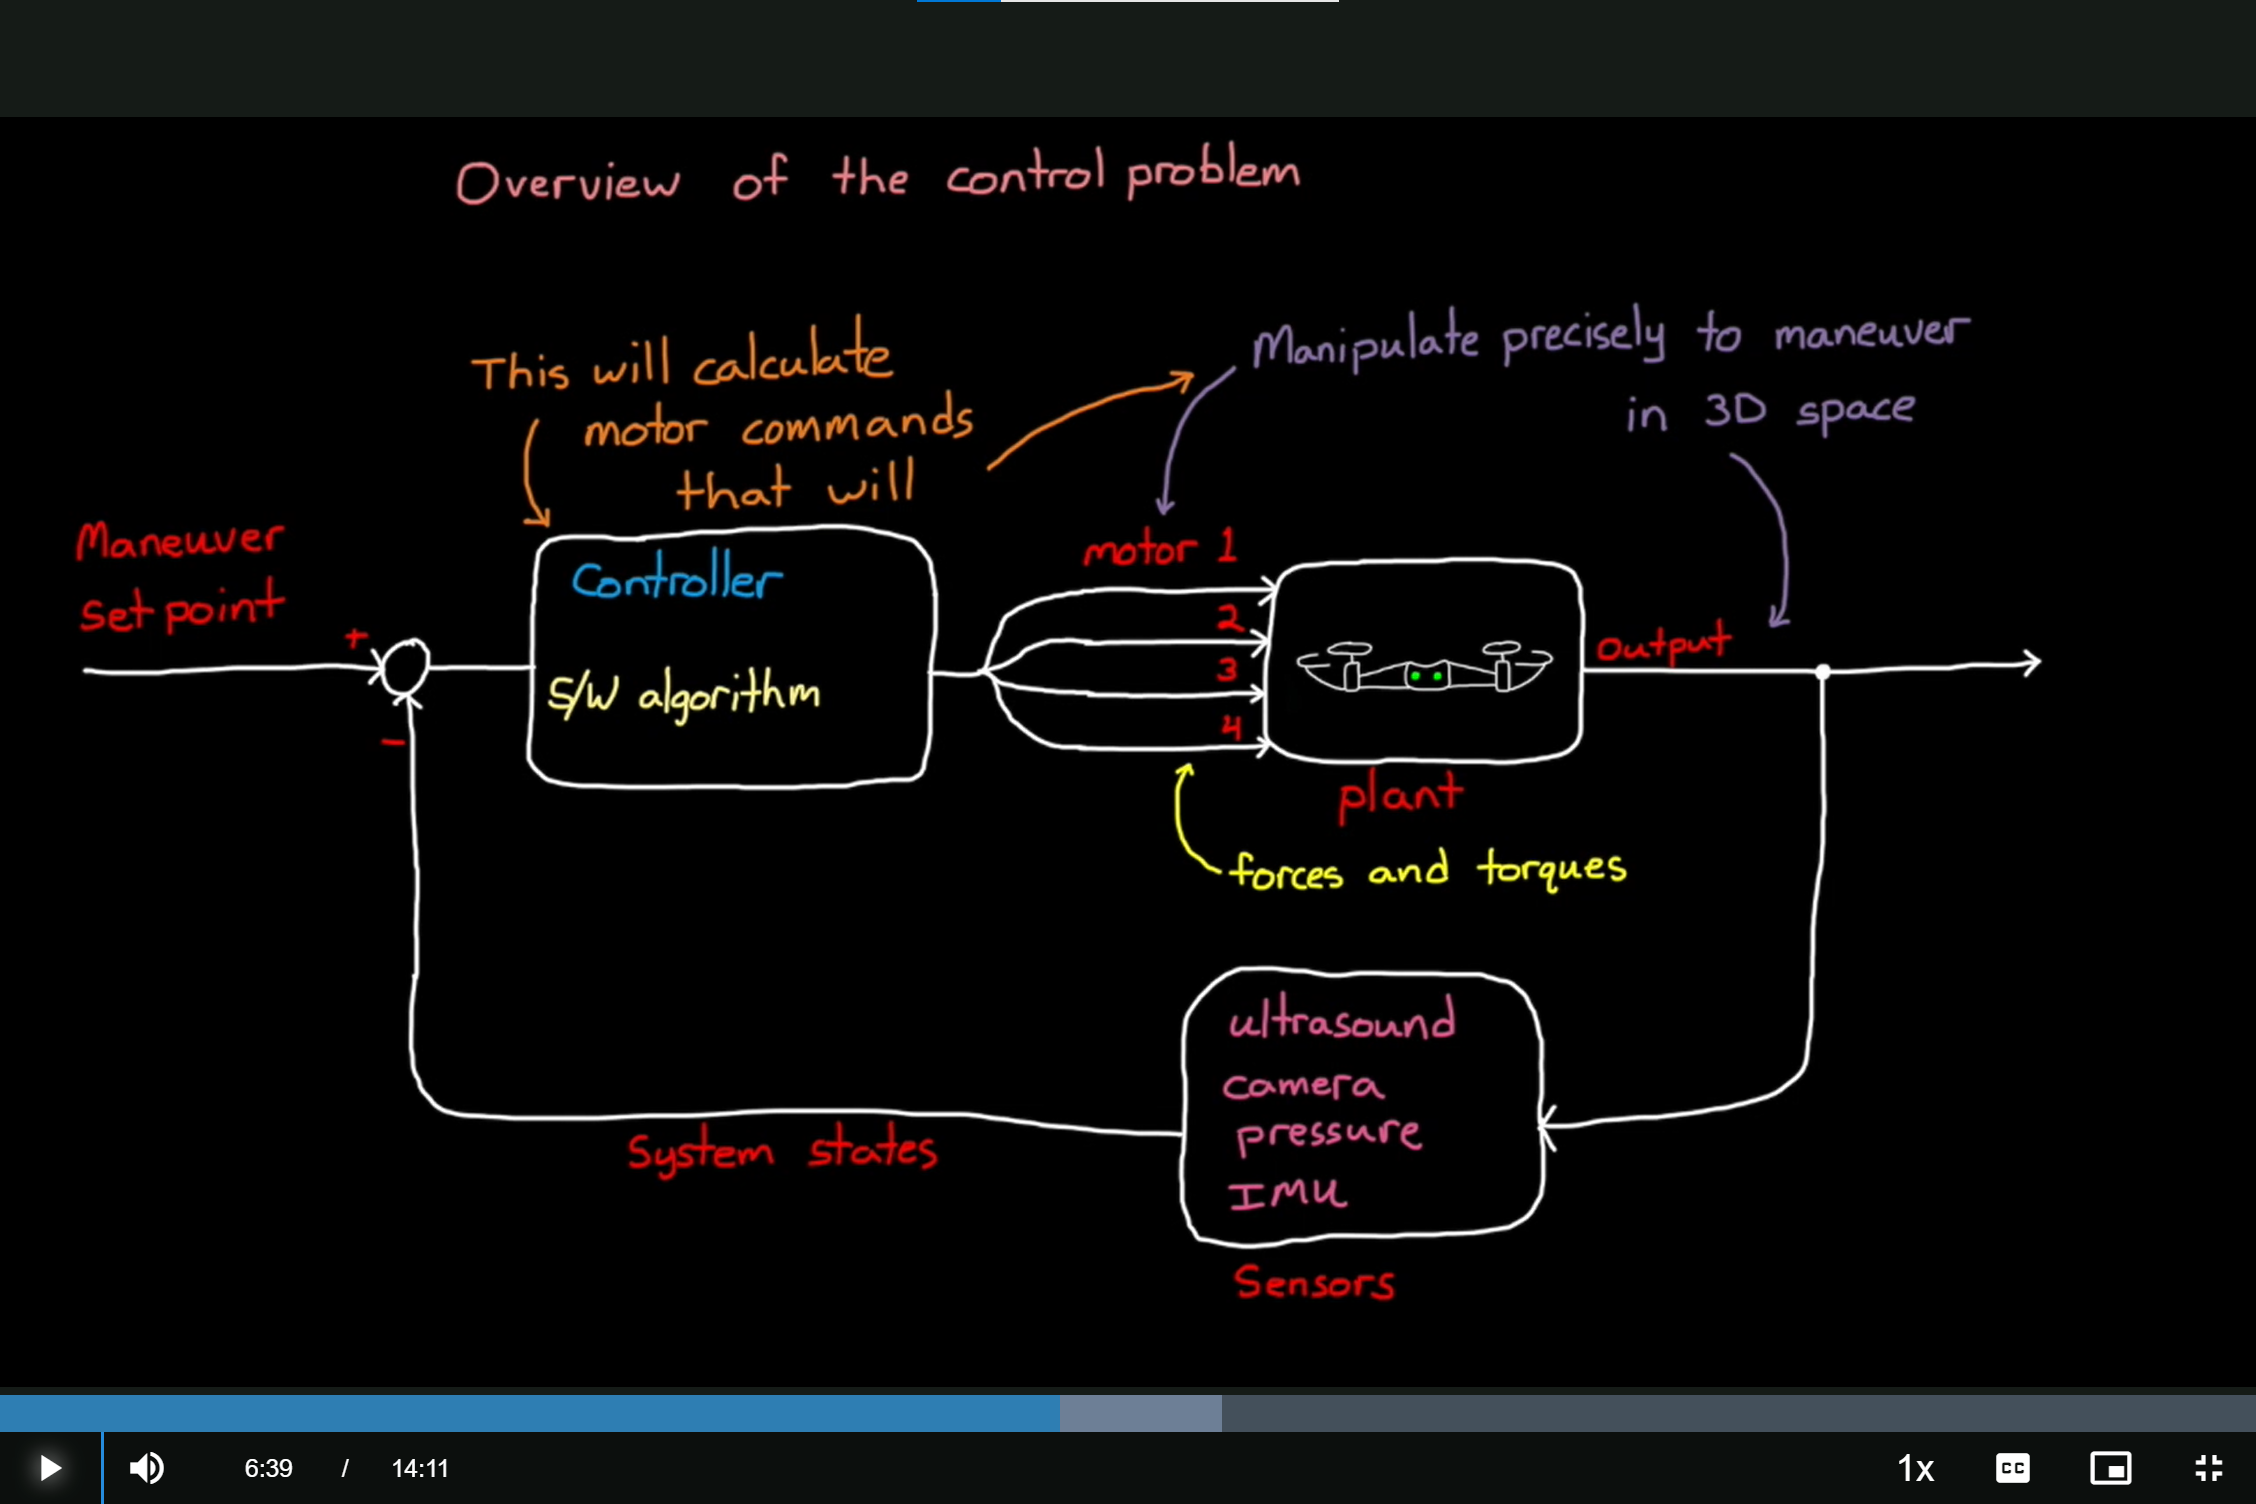 Overview of the control problem
This will calculate
motor commands
that will
Manipulate precisely to maneuver
in 3D space
Maneuver
setpoint
+
-
Controller
S/W algorithm
motor 1
2
3
4
output
plant
forces and torques
ultrasound
camera
pressure
IMU
System states
Sensors
6:39 / 14:11
1x
CC